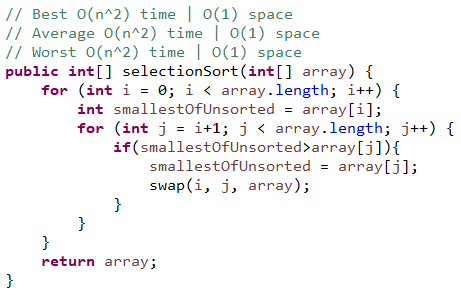 // Best O(n^2) time | O(1) space
// Average O(n^2) time | O(1) space
// Worst O(n^2) time | O(1) space
public int[] selectionSort(int[] array) {
    for (int i = 0; i < array.length; i++) {
        int smallestOfUnsorted = array[i];
        for (int j = i+1; j < array.length; j++) {
            if(smallestOfUnsorted>array[j]){
                smallestOfUnsorted = array[j];
                swap(i, j, array);
            }
        }
    }
    return array;
}